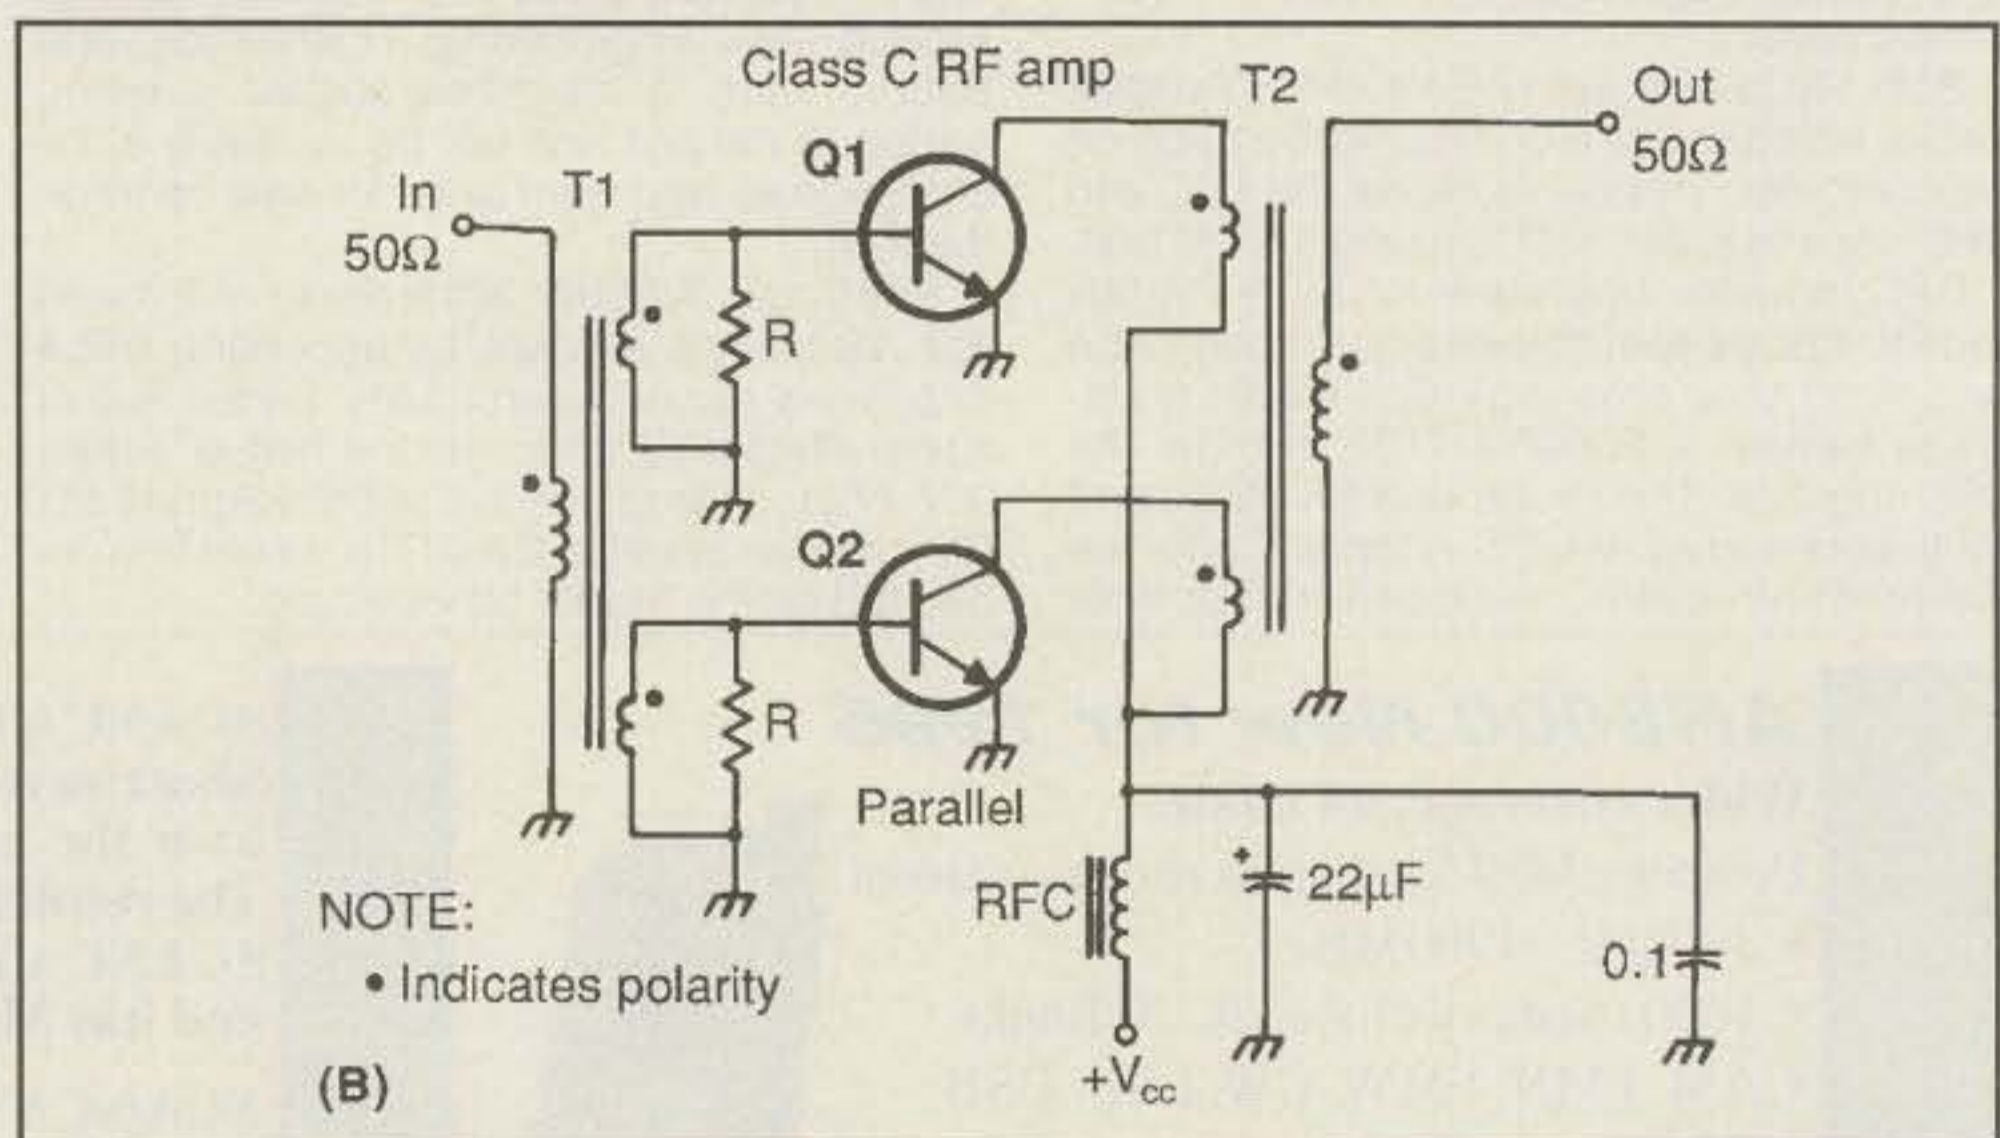 Class C RF amp
T2
Out
50Ω
Q1
In
50Ω
T1
R
Q2
R
Parallel
RFC
22µF
0.1
+Vcc
NOTE:
• Indicates polarity
(B)